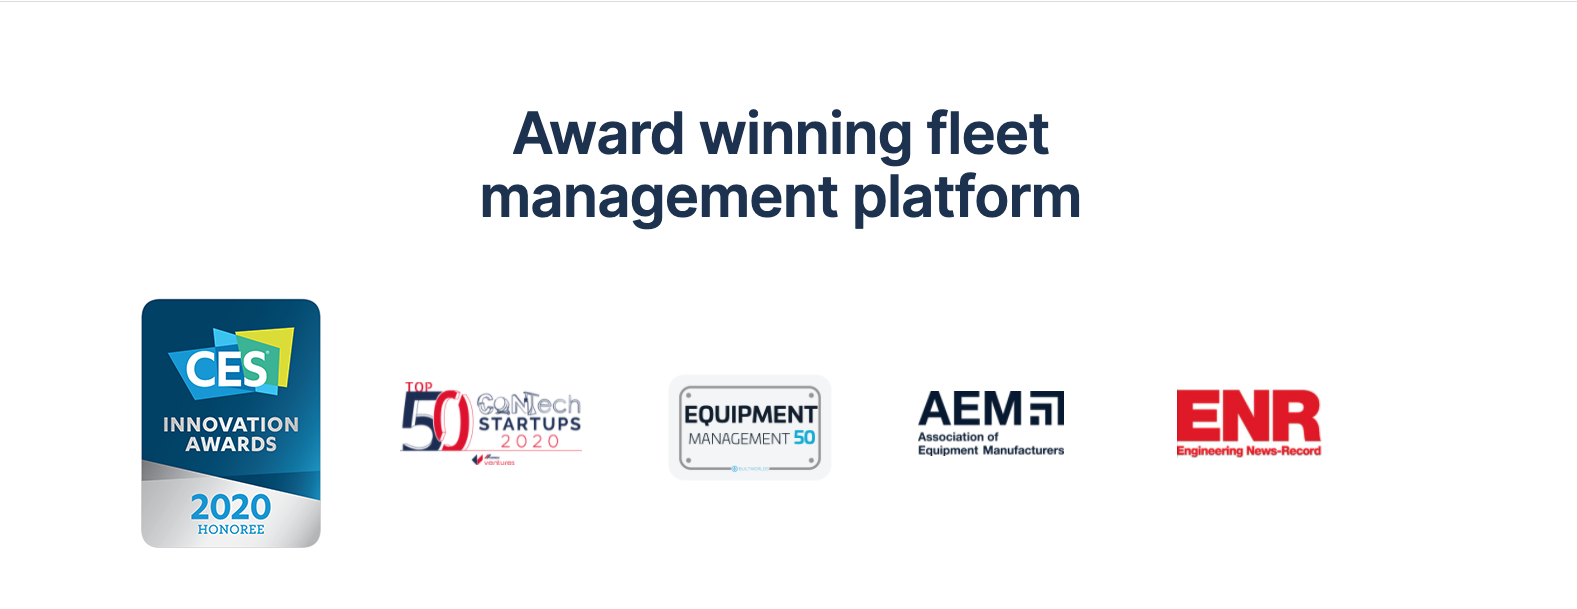 Award winning fleet
management platform
CES
INNOVATION
AWARDS
2020
HONOREE
TOP
50 CONTech
STARTUPS
2020
ventures
EQUIPMENT
MANAGEMENT 50
AEM
Association of
Equipment Manufacturers
ENR
Engineering News-Record